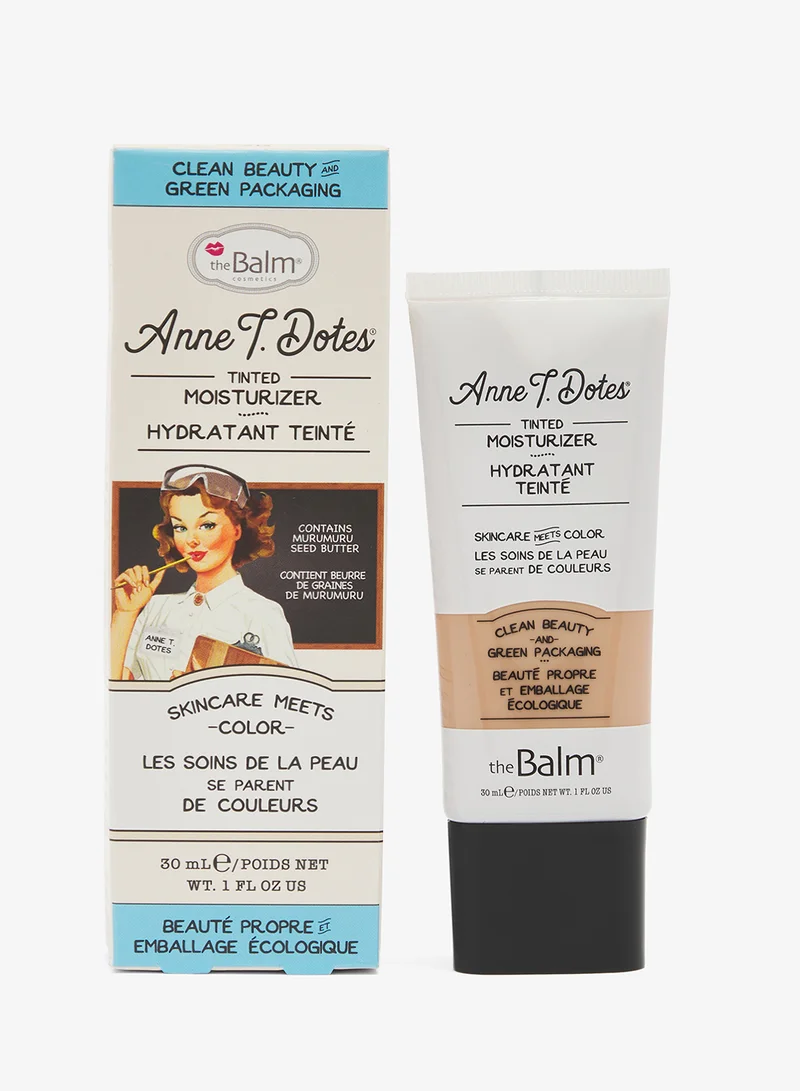 CLEAN BEAUTY AND
GREEN PACKAGING
the Balm®
cosmetics
Anne T. Dotes®
TINTED
MOISTURIZER
HYDRATANT TEINTÉ
CONTAINS
MURUMURU
SEED BUTTER
CONTIENT BEURRE
DE GRAINES
DE MURUMURU
ANNE T.
DOTES
SKINCARE MEETS
-COLOR-
LES SOINS DE LA PEAU
SE PARENT
DE COULEURS
30 mL℮/POIDS NET
WT. 1 FL OZ US
BEAUTÉ PROPRE ET
EMBALLAGE ÉCOLOGIQUE
Anne T. Dotes®
TINTED
MOISTURIZER
HYDRATANT
TEINTÉ
SKINCARE MEETS COLOR
LES SOINS DE LA PEAU
SE PARENT DE COULEURS
CLEAN BEAUTY
-AND-
GREEN PACKAGING
BEAUTÉ PROPRE
ET EMBALLAGE
ÉCOLOGIQUE
the Balm®
30 mL℮/POIDS NET WT. 1 FL OZ US